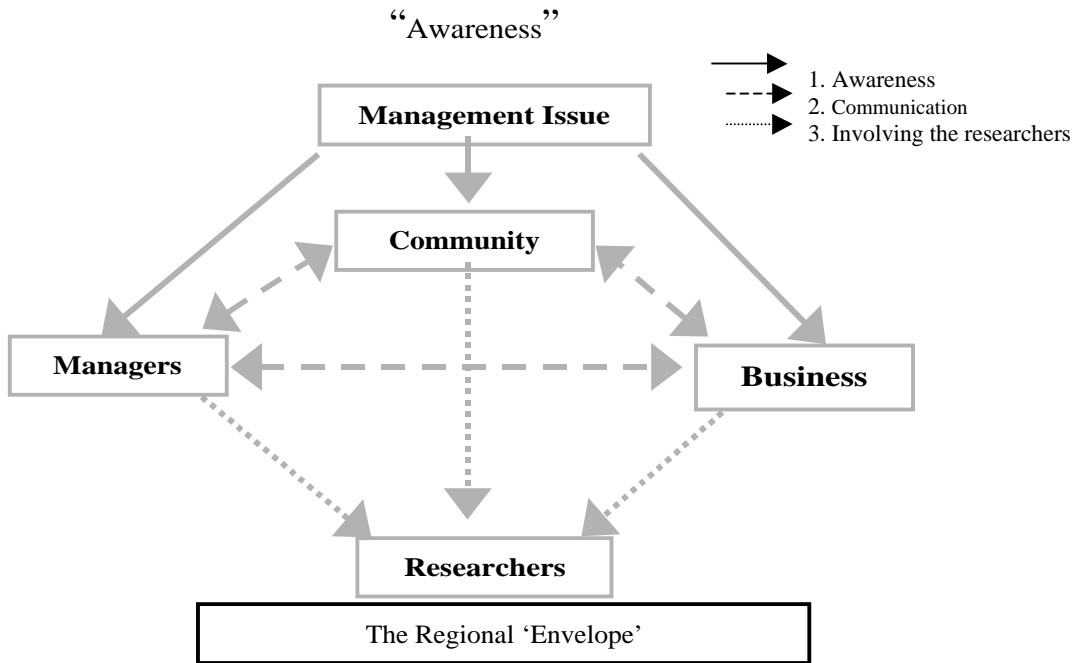 “Awareness”
1. Awareness
2. Communication
3. Involving the researchers
Management Issue
Community
Managers
Business
Researchers
The Regional ‘Envelope’